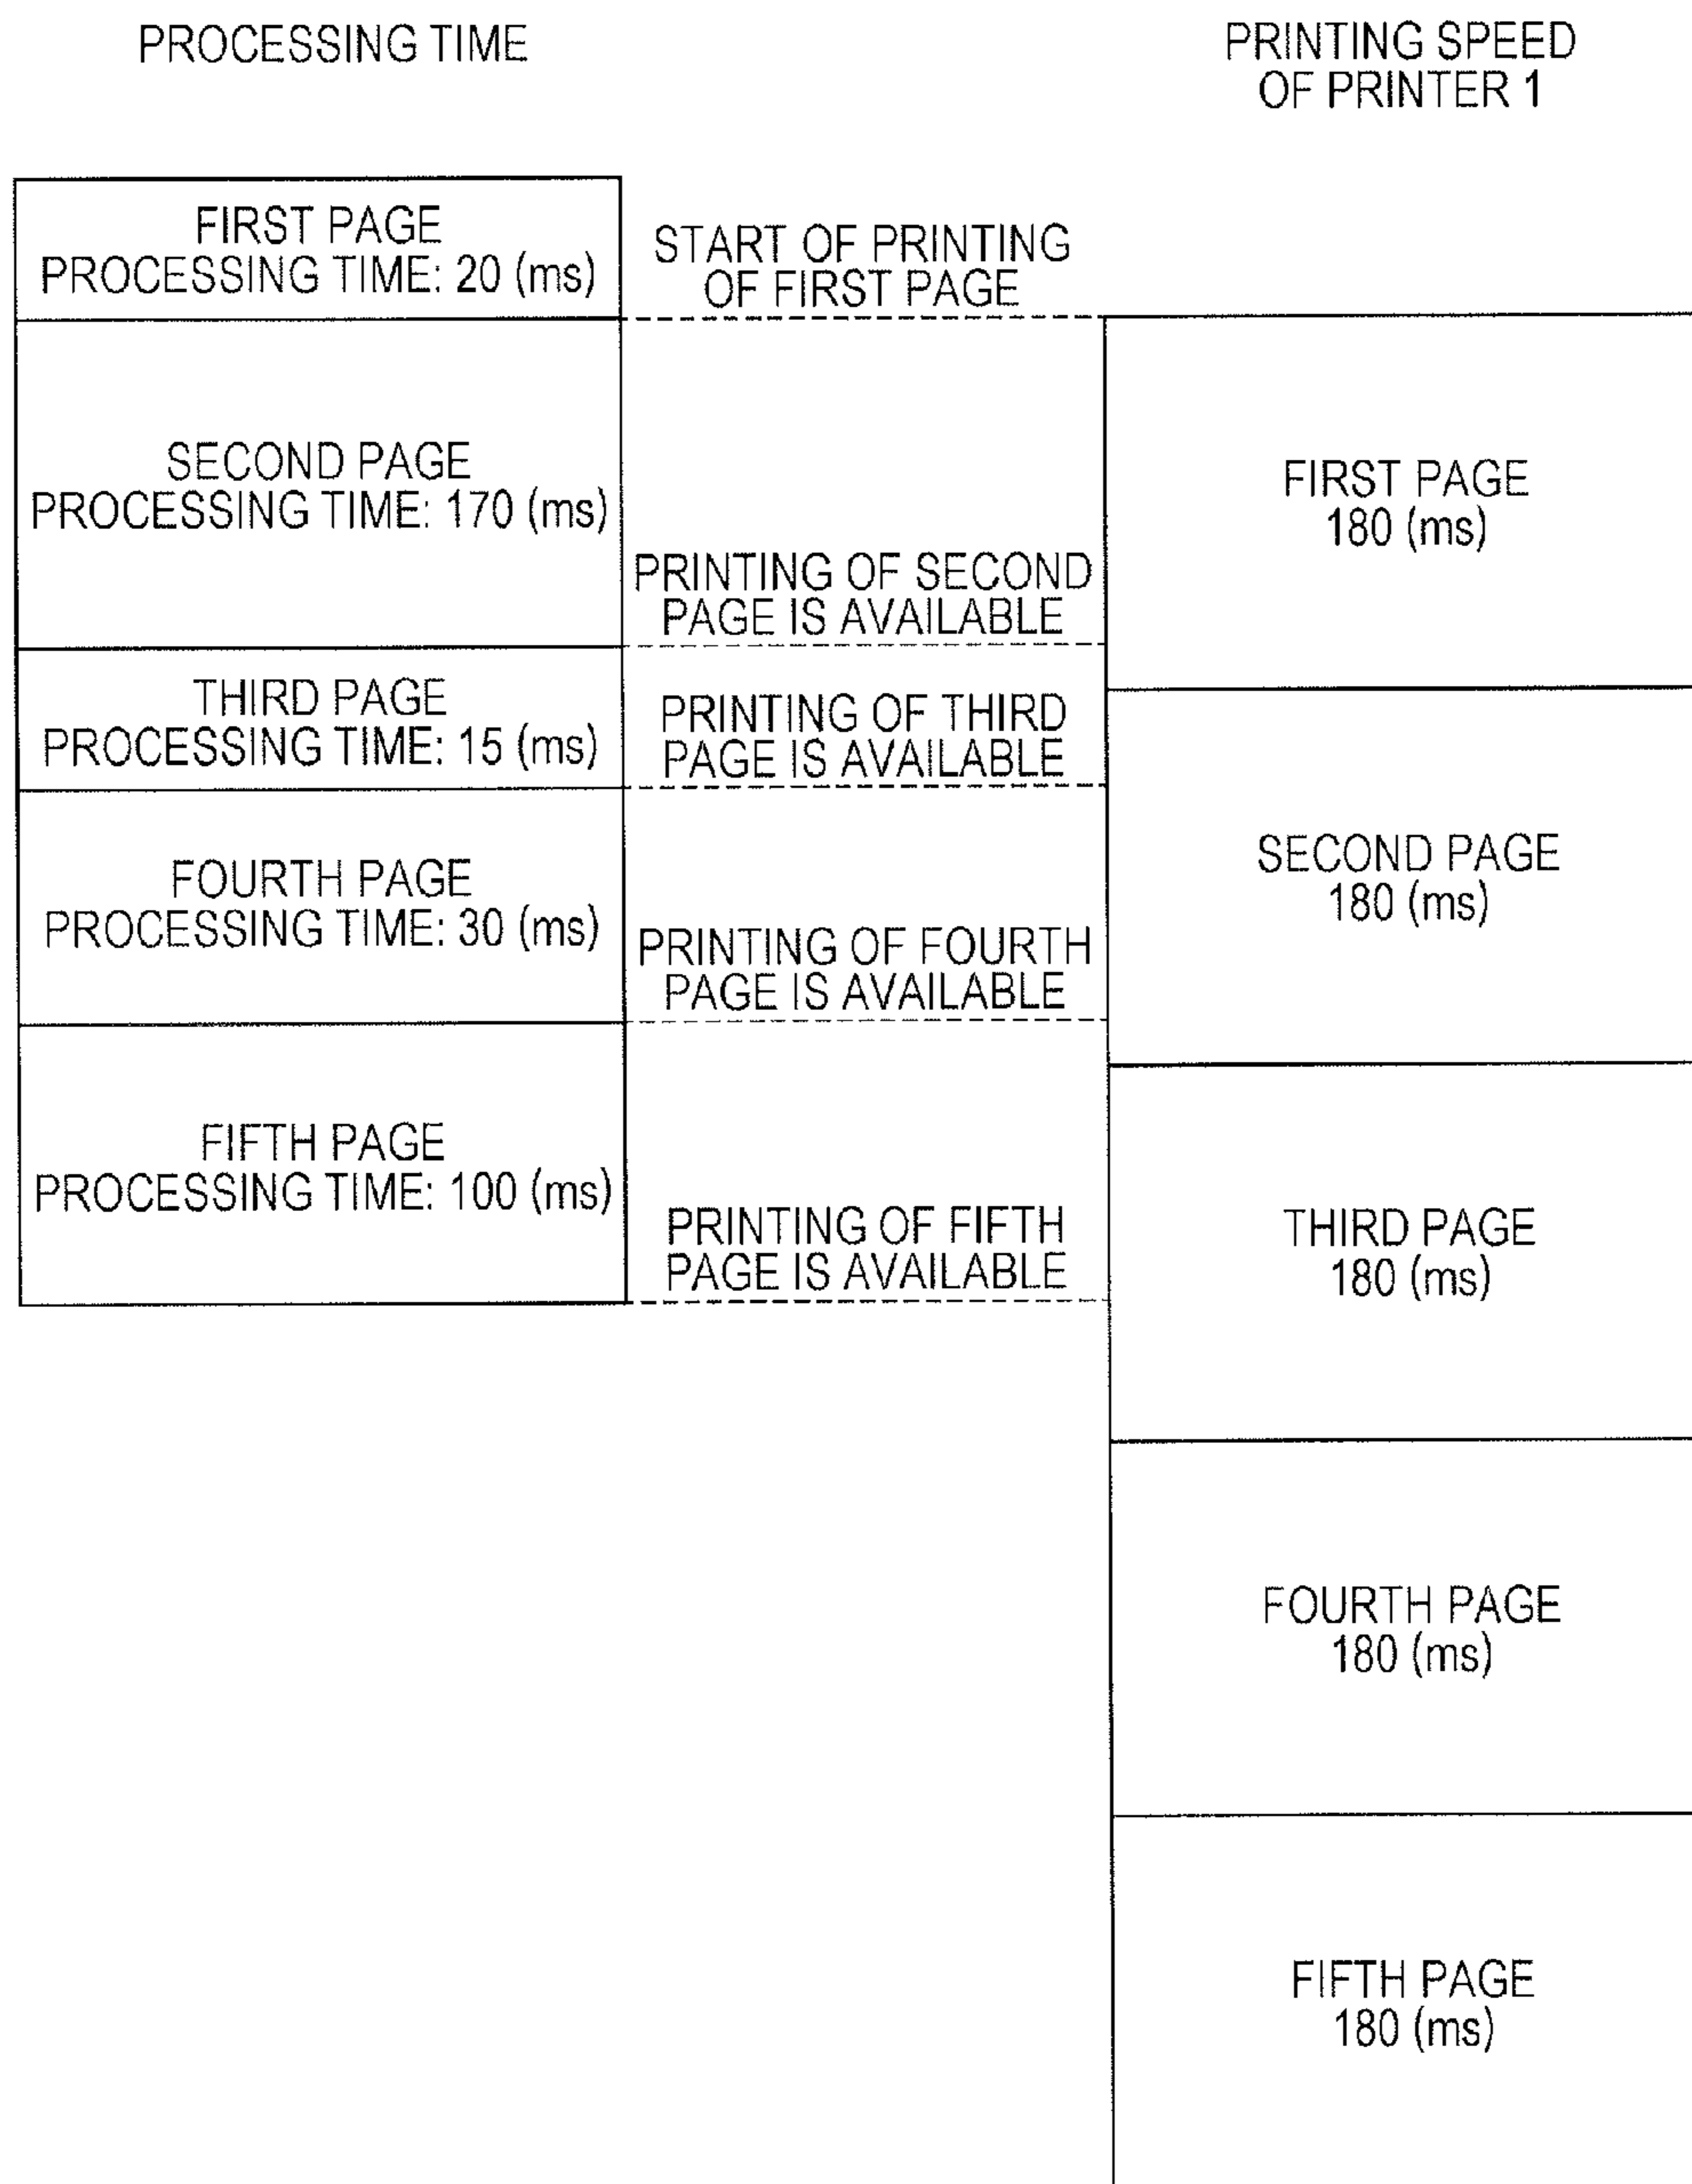 PROCESSING TIME
PRINTING SPEED
OF PRINTER 1
FIRST PAGE
PROCESSING TIME: 20 (ms)
START OF PRINTING
OF FIRST PAGE
SECOND PAGE
PROCESSING TIME: 170 (ms)
FIRST PAGE
180 (ms)
PRINTING OF SECOND
PAGE IS AVAILABLE
THIRD PAGE
PROCESSING TIME: 15 (ms)
PRINTING OF THIRD
PAGE IS AVAILABLE
FOURTH PAGE
PROCESSING TIME: 30 (ms)
SECOND PAGE
180 (ms)
PRINTING OF FOURTH
PAGE IS AVAILABLE
FIFTH PAGE
PROCESSING TIME: 100 (ms)
PRINTING OF FIFTH
PAGE IS AVAILABLE
THIRD PAGE
180 (ms)
FOURTH PAGE
180 (ms)
FIFTH PAGE
180 (ms)